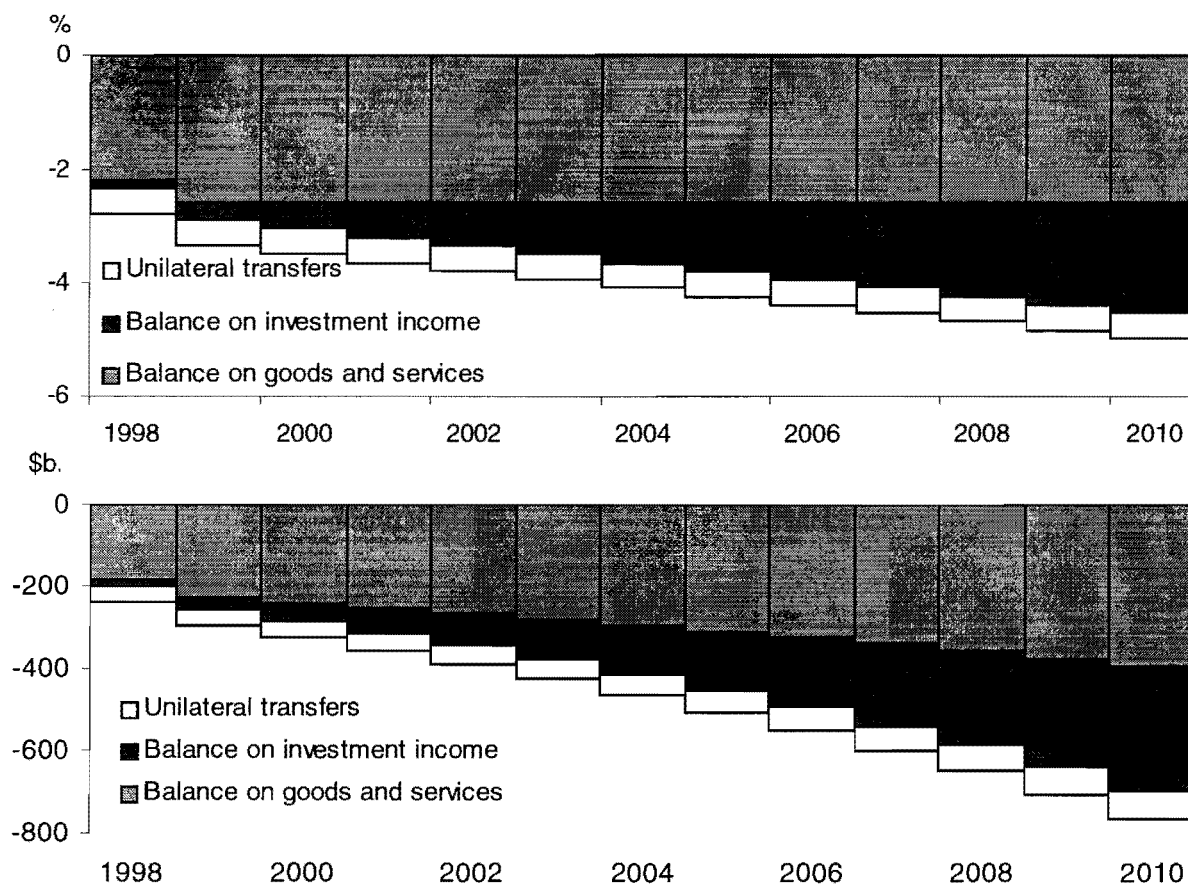 %
0
-2
-4
-6
Unilateral transfers
Balance on investment income
Balance on goods and services
1998 2000 2002 2004 2006 2008 2010
$b.
0
-200
-400
-600
-800
Unilateral transfers
Balance on investment income
Balance on goods and services
1998 2000 2002 2004 2006 2008 2010